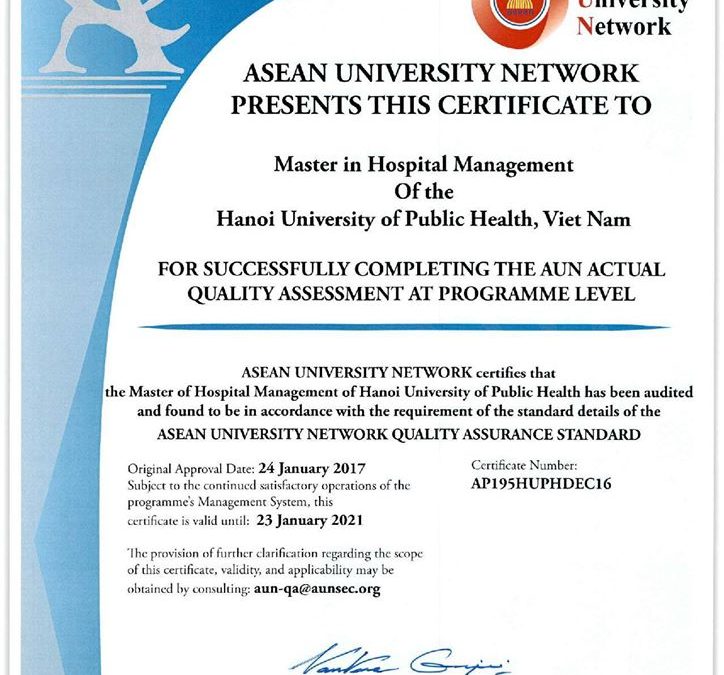 University
Network
ASEAN UNIVERSITY NETWORK
PRESENTS THIS CERTIFICATE TO
Master in Hospital Management
Of the
Hanoi University of Public Health, Viet Nam
FOR SUCCESSFULLY COMPLETING THE AUN ACTUAL
QUALITY ASSESSMENT AT PROGRAMME LEVEL
ASEAN UNIVERSITY NETWORK certifies that
the Master of Hospital Management of Hanoi University of Public Health has been audited
and found to be in accordance with the requirement of the standard details of the
ASEAN UNIVERSITY NETWORK QUALITY ASSURANCE STANDARD
Original Approval Date: 24 January 2017
Subject to the continued satisfactory operations of the
programme's Management System, this
certificate is valid until: 23 January 2021
Certificate Number:
AP195HUPHDEC16
The provision of further clarification regarding the scope
of this certificate, validity, and applicability may be
obtained by consulting: aun-qa@aunsec.org